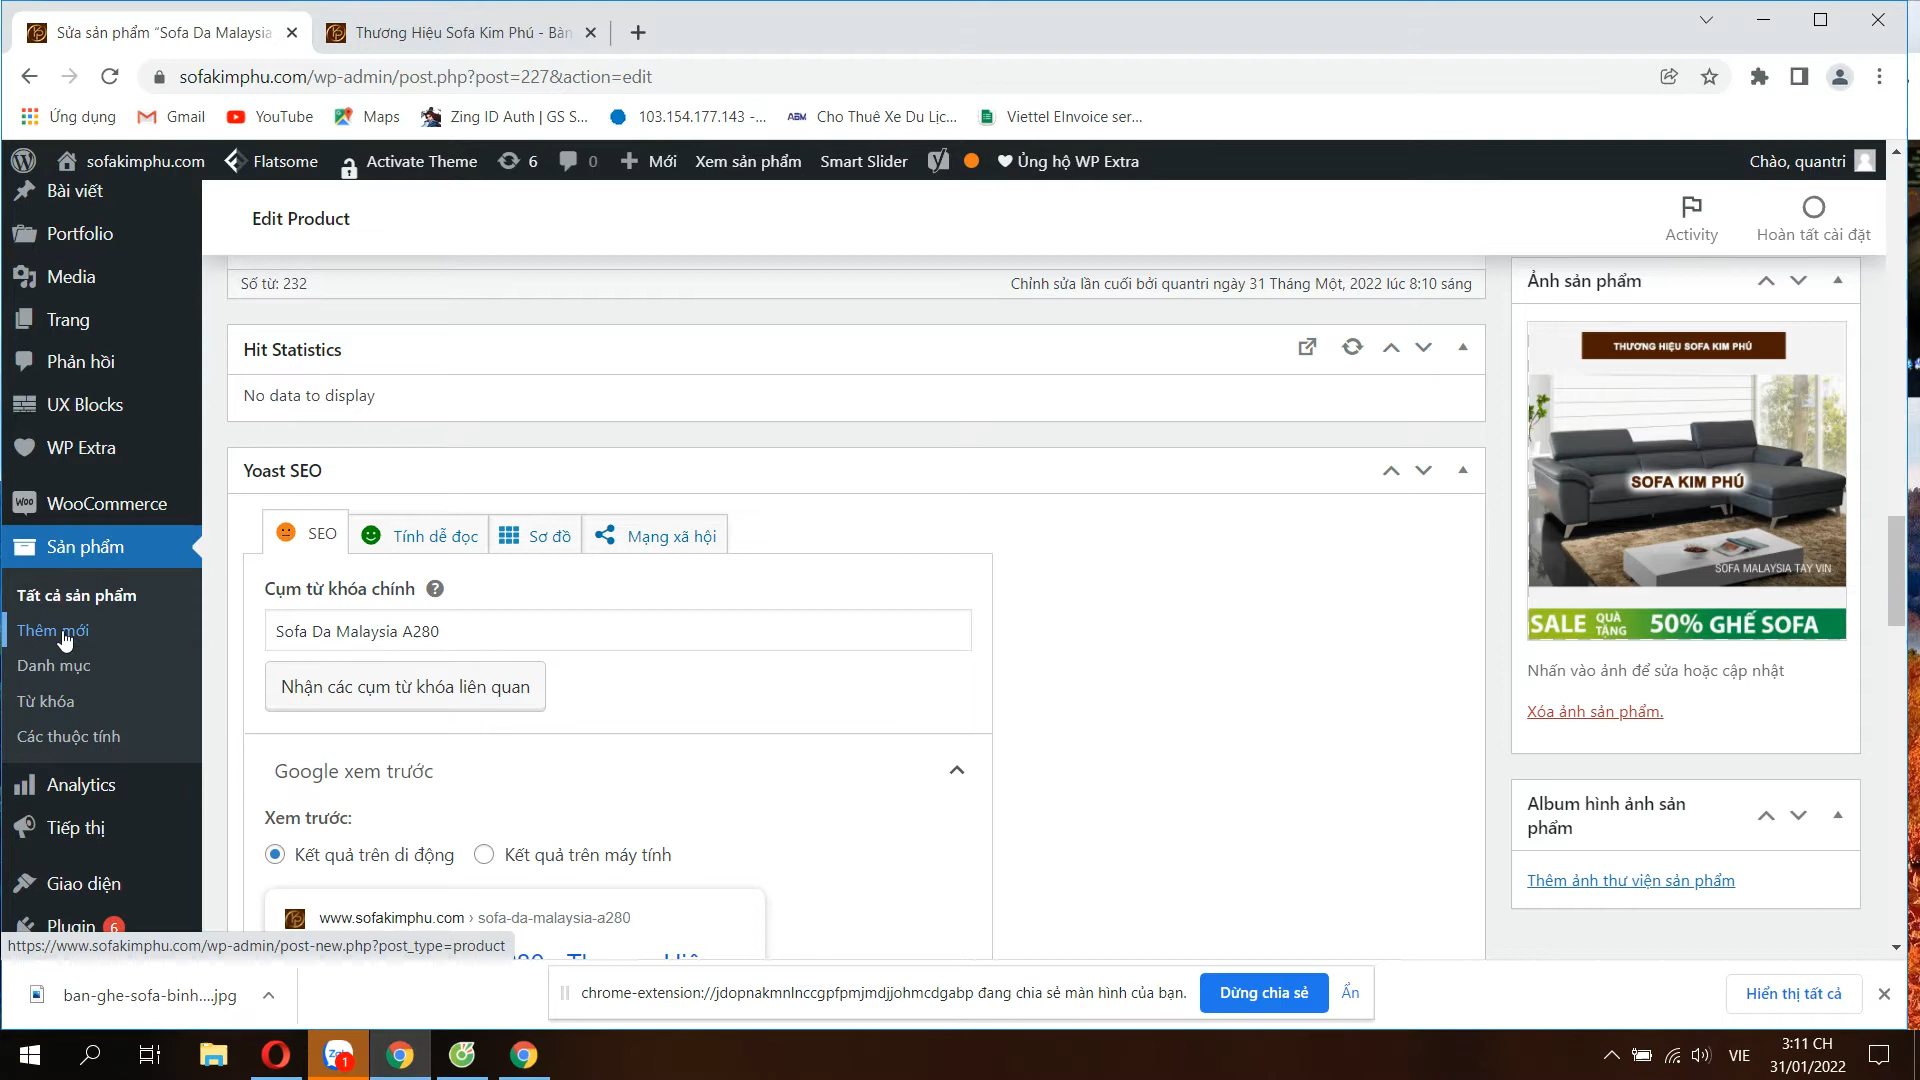 Sửa sản phẩm “Sofa Da Malaysia
Thương Hiệu Sofa Kim Phú - Bàn
sofakimphu.com/wp-admin/post.php?post=227&action=edit
Ứng dụng
Gmail
YouTube
Maps
Zing ID Auth | GS S...
103.154.177.143 -...
ABM
Cho Thuê Xe Du Lịc...
Viettel EInvoice ser...
sofakimphu.com
Flatsome
Activate Theme
6
0
Mới
Xem sản phẩm
Smart Slider
Ủng hộ WP Extra
Chào, quantri
Bài viết
Portfolio
Media
Trang
Phản hồi
UX Blocks
WP Extra
WooCommerce
Sản phẩm
Tất cả sản phẩm
Thêm mới
Danh mục
Từ khóa
Các thuộc tính
Analytics
Tiếp thị
Giao diện
Plugin 6
Edit Product
Activity
Hoàn tất cài đặt
Số từ: 232
Chỉnh sửa lần cuối bởi quantri ngày 31 Tháng Một, 2022 lúc 8:10 sáng
Hit Statistics
No data to display
Yoast SEO
SEO
Tính dễ đọc
Sơ đồ
Mạng xã hội
Cụm từ khóa chính
Sofa Da Malaysia A280
Nhận các cụm từ khóa liên quan
Google xem trước
Xem trước:
Kết quả trên di động
Kết quả trên máy tính
www.sofakimphu.com › sofa-da-malaysia-a280
Ảnh sản phẩm
THƯƠNG HIỆU SOFA KIM PHÚ
SOFA KIM PHÚ
SOFA MALAYSIA TAY VIN
SALE QUÀ TẶNG 50% GHẾ SOFA
Nhấn vào ảnh để sửa hoặc cập nhật
Xóa ảnh sản phẩm.
Album hình ảnh sản
phẩm
Thêm ảnh thư viện sản phẩm
https://www.sofakimphu.com/wp-admin/post-new.php?post_type=product
ban-ghe-sofa-binh....jpg
chrome-extension://jdopnakmnlnccgpfpmjmdjjohmcdgabp đang chia sẻ màn hình của bạn.
Dừng chia sẻ
Ẩn
Hiển thị tất cả
1
VIE
3:11 CH
31/01/2022